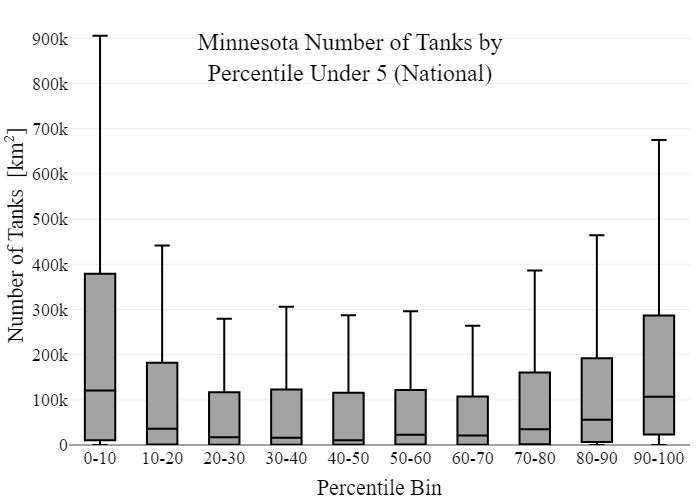 Minnesota Number of Tanks by
Percentile Under 5 (National)
Number of Tanks [km²]
900k
800k
700k
600k
500k
400k
300k
200k
100k
0
0-10 10-20 20-30 30-40 40-50 50-60 60-70 70-80 80-90 90-100
Percentile Bin